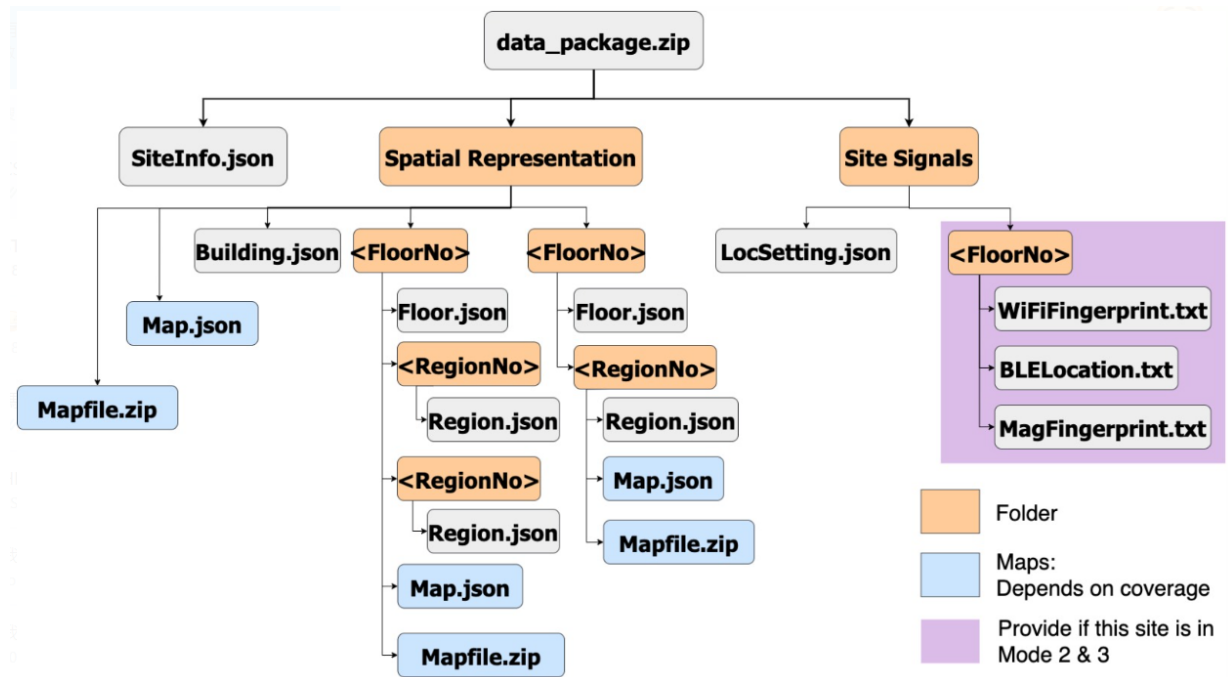 data_package.zip
SiteInfo.json
Spatial Representation
Site Signals
Building.json
<FloorNo>
<FloorNo>
LocSetting.json
<FloorNo>
Map.json
Mapfile.zip
Floor.json
<RegionNo>
Region.json
<RegionNo>
Region.json
Map.json
Mapfile.zip
Floor.json
<RegionNo>
Region.json
Map.json
Mapfile.zip
WiFiFingerprint.txt
BLELocation.txt
MagFingerprint.txt
Folder
Maps:
Depends on coverage
Provide if this site is in
Mode 2 & 3